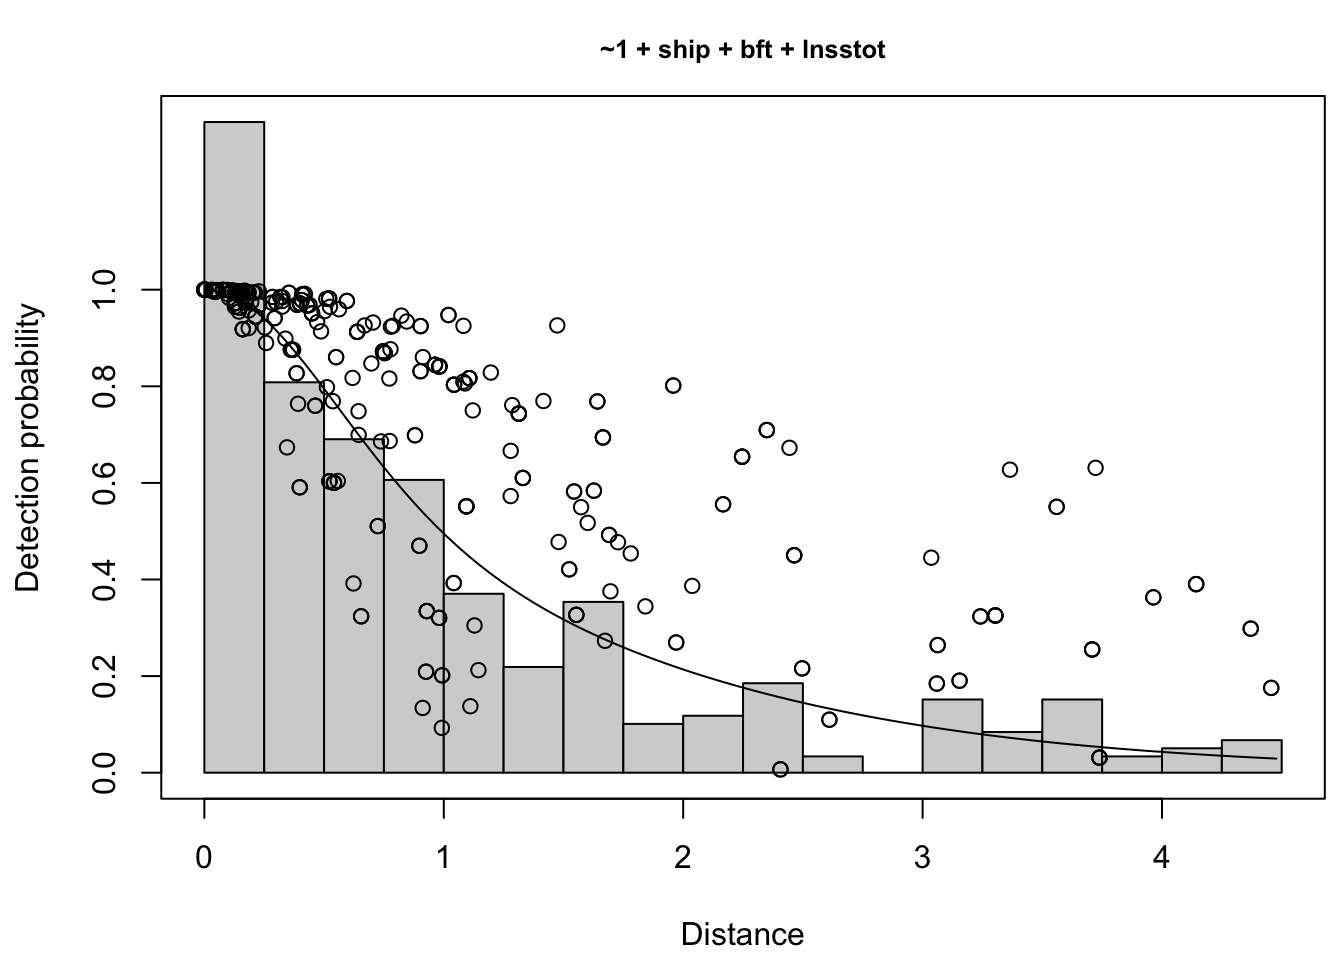 ~1 + ship + bft + lnsstot
Detection probability
1.0
0.8
0.6
0.4
0.2
0.0
0 1 2 3 4
Distance